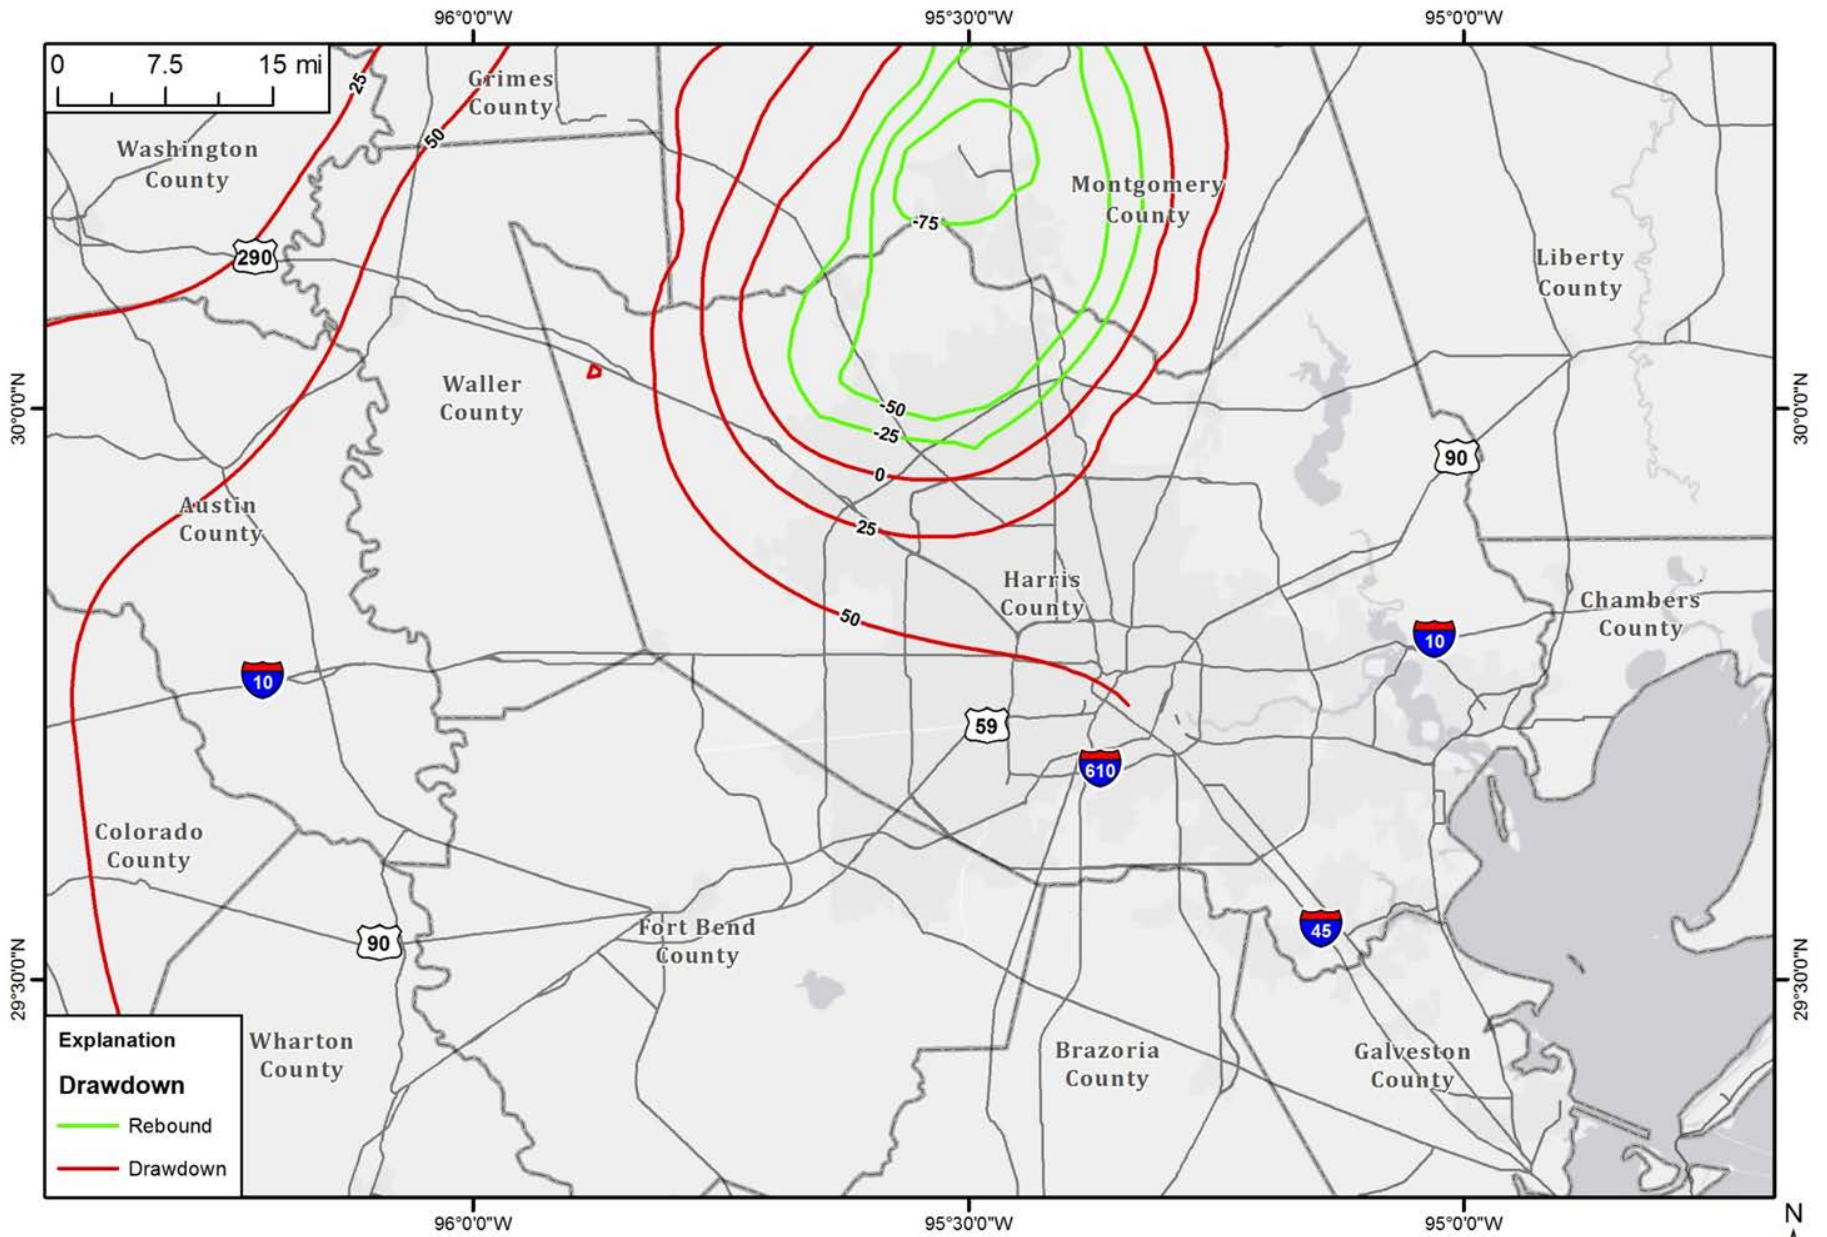 96°0'0"W
95°30'0"W
95°0'0"W
0 7.5 15 mi
25
Grimes
County
50
Washington
County
Montgomery
County
-75
290
Liberty
County
30°0'0"N
30°0'0"N
Waller
County
-50
-25
0
90
Austin
County
25
Harris
County
50
Chambers
County
10
10
59
610
Colorado
County
90
Fort Bend
County
45
29°30'0"N
29°30'0"N
Wharton
County
Brazoria
County
Galveston
County
Explanation
Drawdown
Rebound
Drawdown
96°0'0"W
95°30'0"W
95°0'0"W
N